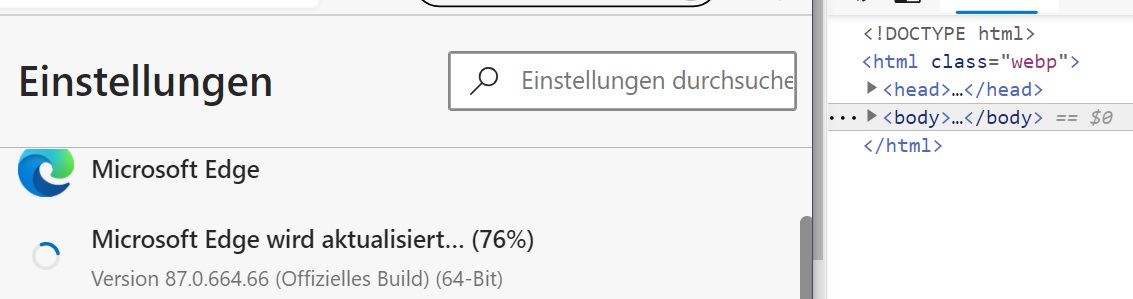 Einstellungen
Einstellungen durchsuche
Microsoft Edge
Microsoft Edge wird aktualisiert... (76%)
Version 87.0.664.66 (Offizielles Build) (64-Bit)
<!DOCTYPE html>
<html class="webp">
<head>…</head>
<body>…</body> == $0
</html>